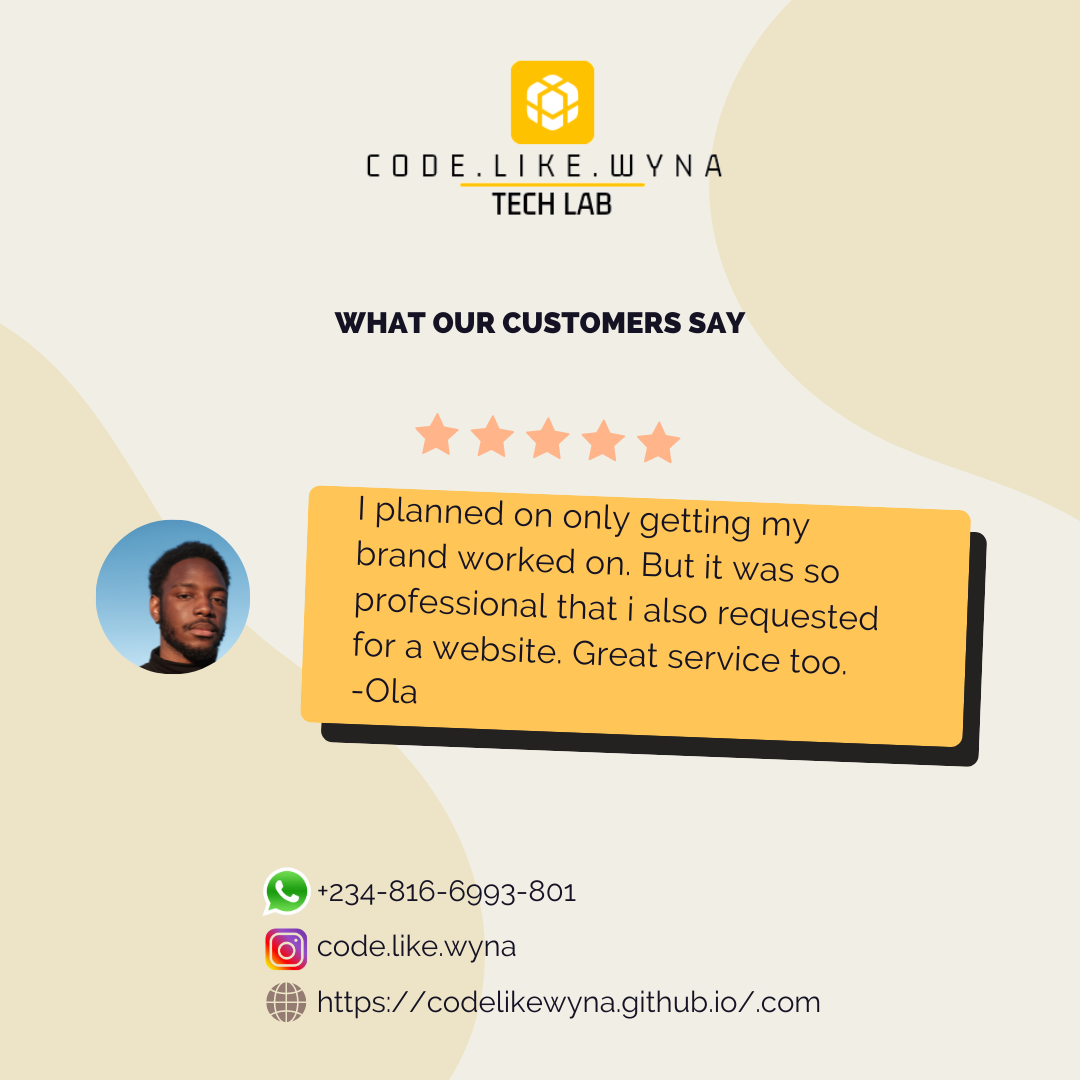 CODE.LIKE.WYNA
TECH LAB
WHAT OUR CUSTOMERS SAY
I planned on only getting my
brand worked on. But it was so
professional that i also requested
for a website. Great service too.
-Ola
+234-816-6993-801
code.like.wyna
https://codelikewyna.github.io/.com